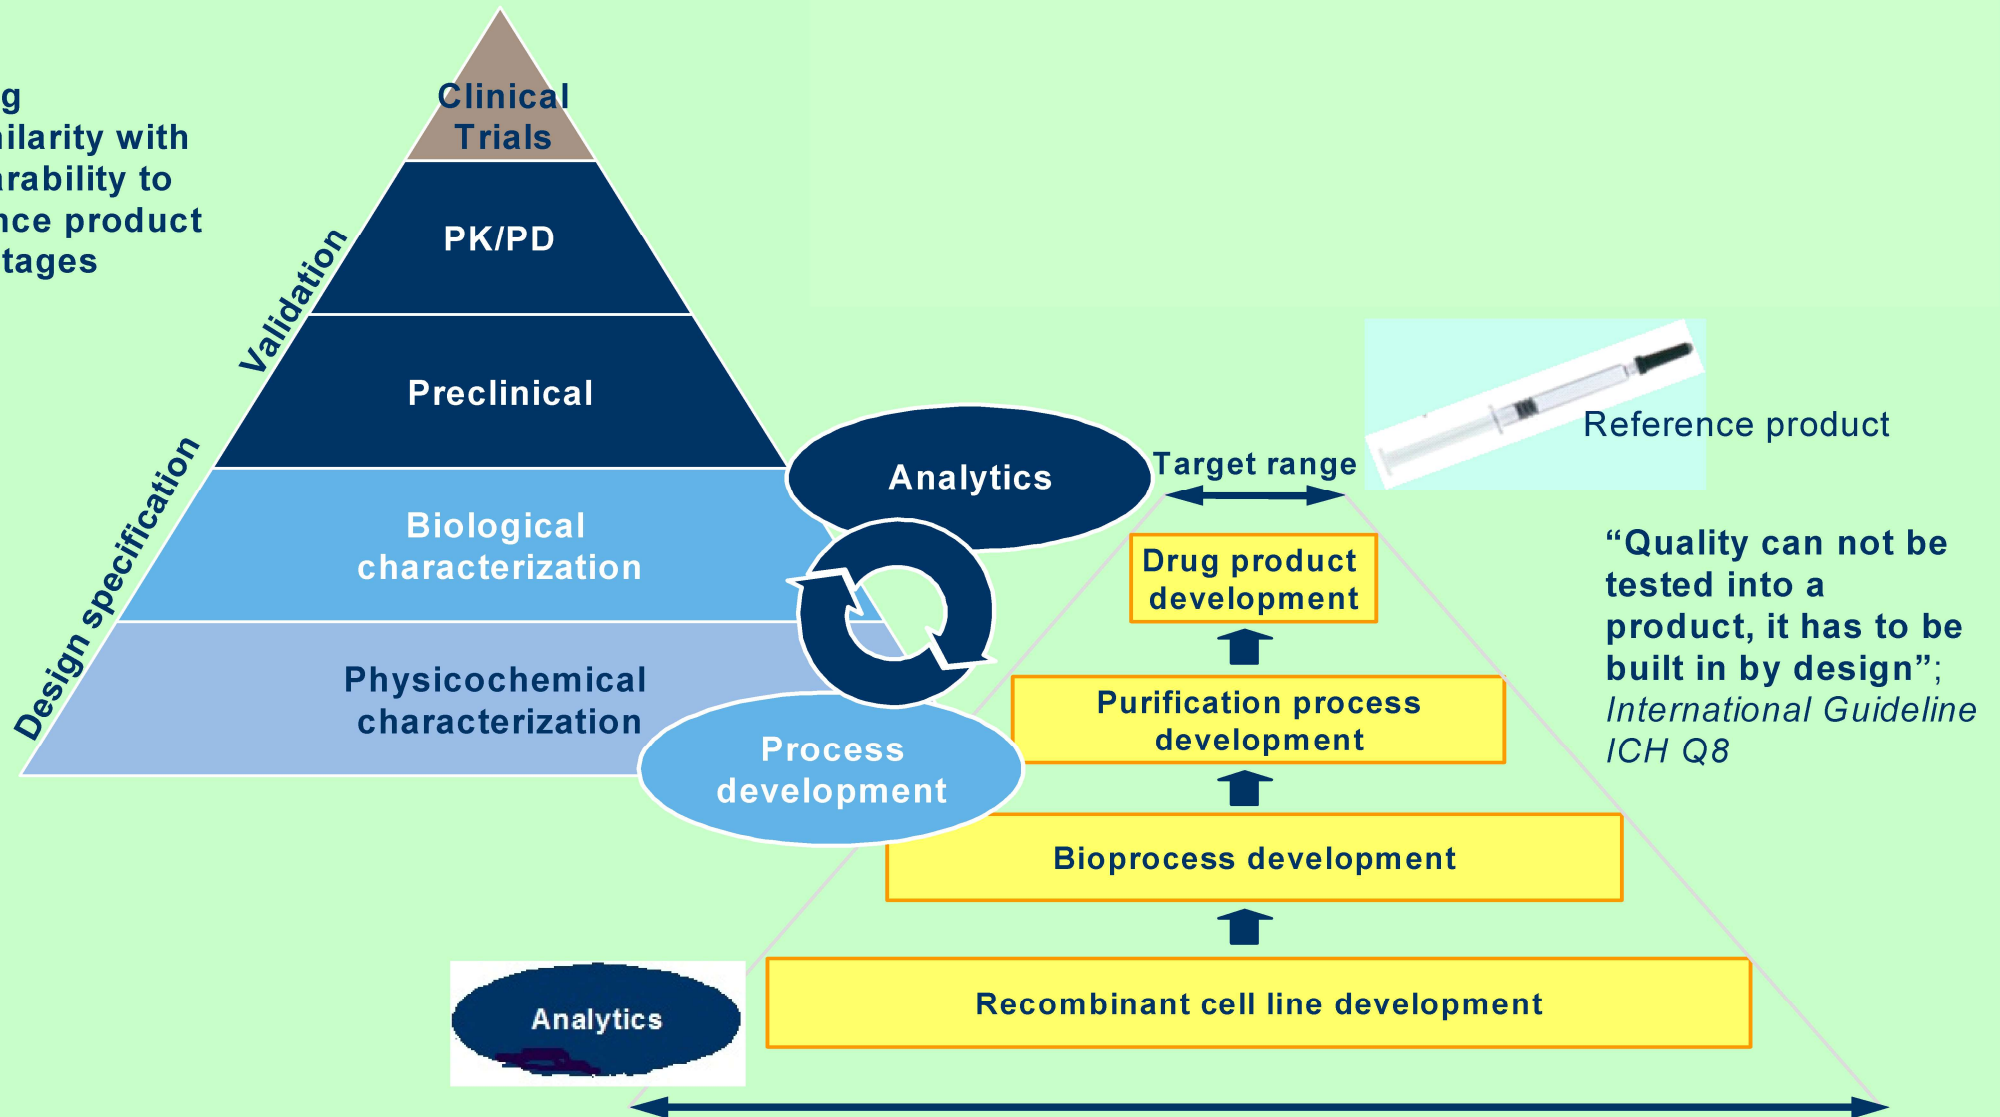 Clinical
Trials
g
ilarity with
arability to
nce product
tages
PK/PD
Validation
Preclinical
Design specification
Biological
characterization
Physicochemical
characterization
Analytics
Process
development
Target range
Reference product
Drug product
development
Purification process
development
Bioprocess development
Recombinant cell line development
Analytics
“Quality can not be
tested into a
product, it has to be
built in by design”;
International Guideline
ICH Q8